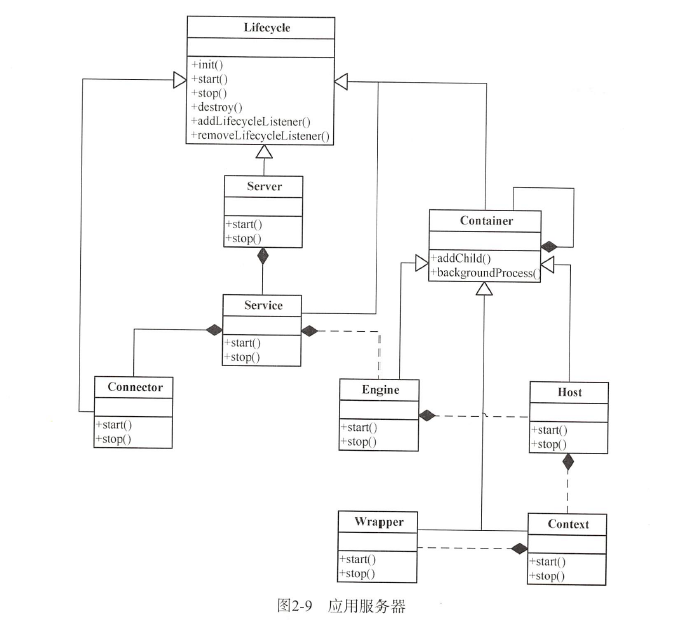 Lifecycle
+init()
+start()
+stop()
+destroy()
+addLifecycleListener()
+removeLifecycleListener()
Server
+start()
+stop()
Container
+addChild()
+backgroundProcess()
Service
+start()
+stop()
Connector
+start()
+stop()
Engine
+start()
+stop()
Host
+start()
+stop()
Wrapper
+start()
+stop()
Context
+start()
+stop()
图2-9 应用服务器